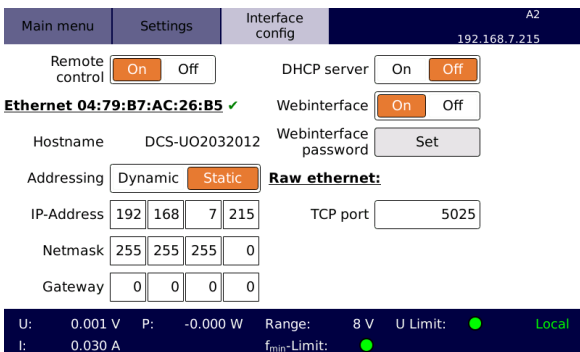 Main menu Settings Interface config A2
192.168.7.215
Remote control On Off DHCP server On Off
Ethernet 04:79:B7:AC:26:B5 ✔ Webinterface On Off
Hostname DCS-UO2032012 Webinterface password Set
Addressing Dynamic Static Raw ethernet:
IP-Address 192 168 7 215 TCP port 5025
Netmask 255 255 255 0
Gateway 0 0 0 0
U: 0.001 V P: -0.000 W Range: 8 V U Limit: Local
I: 0.030 A fmin-Limit: